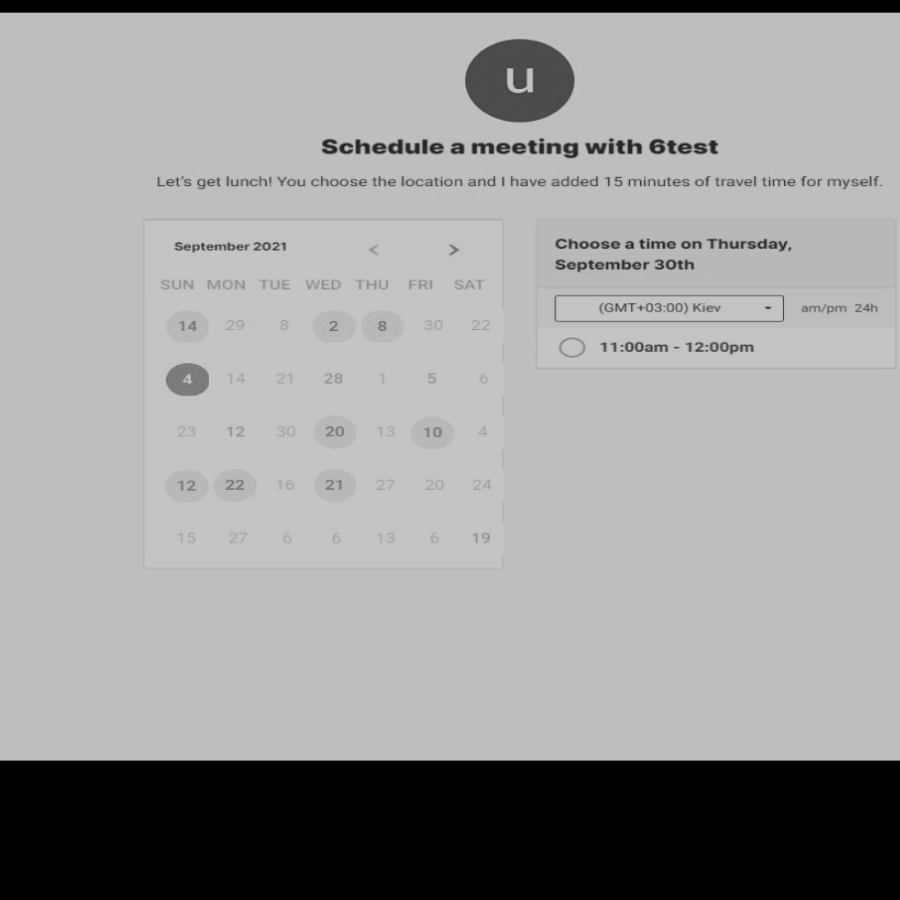 u
Schedule a meeting with 6test
Let's get lunch! You choose the location and I have added 15 minutes of travel time for myself.
September 2021 < >
SUN MON TUE WED THU FRI SAT
14 29 8 2 8 30 22
4 14 21 28 1 5 6
23 12 30 20 13 10 4
12 22 16 21 27 20 24
15 27 6 6 13 6 19
Choose a time on Thursday,
September 30th
(GMT+03:00) Kiev am/pm 24h
11:00am - 12:00pm